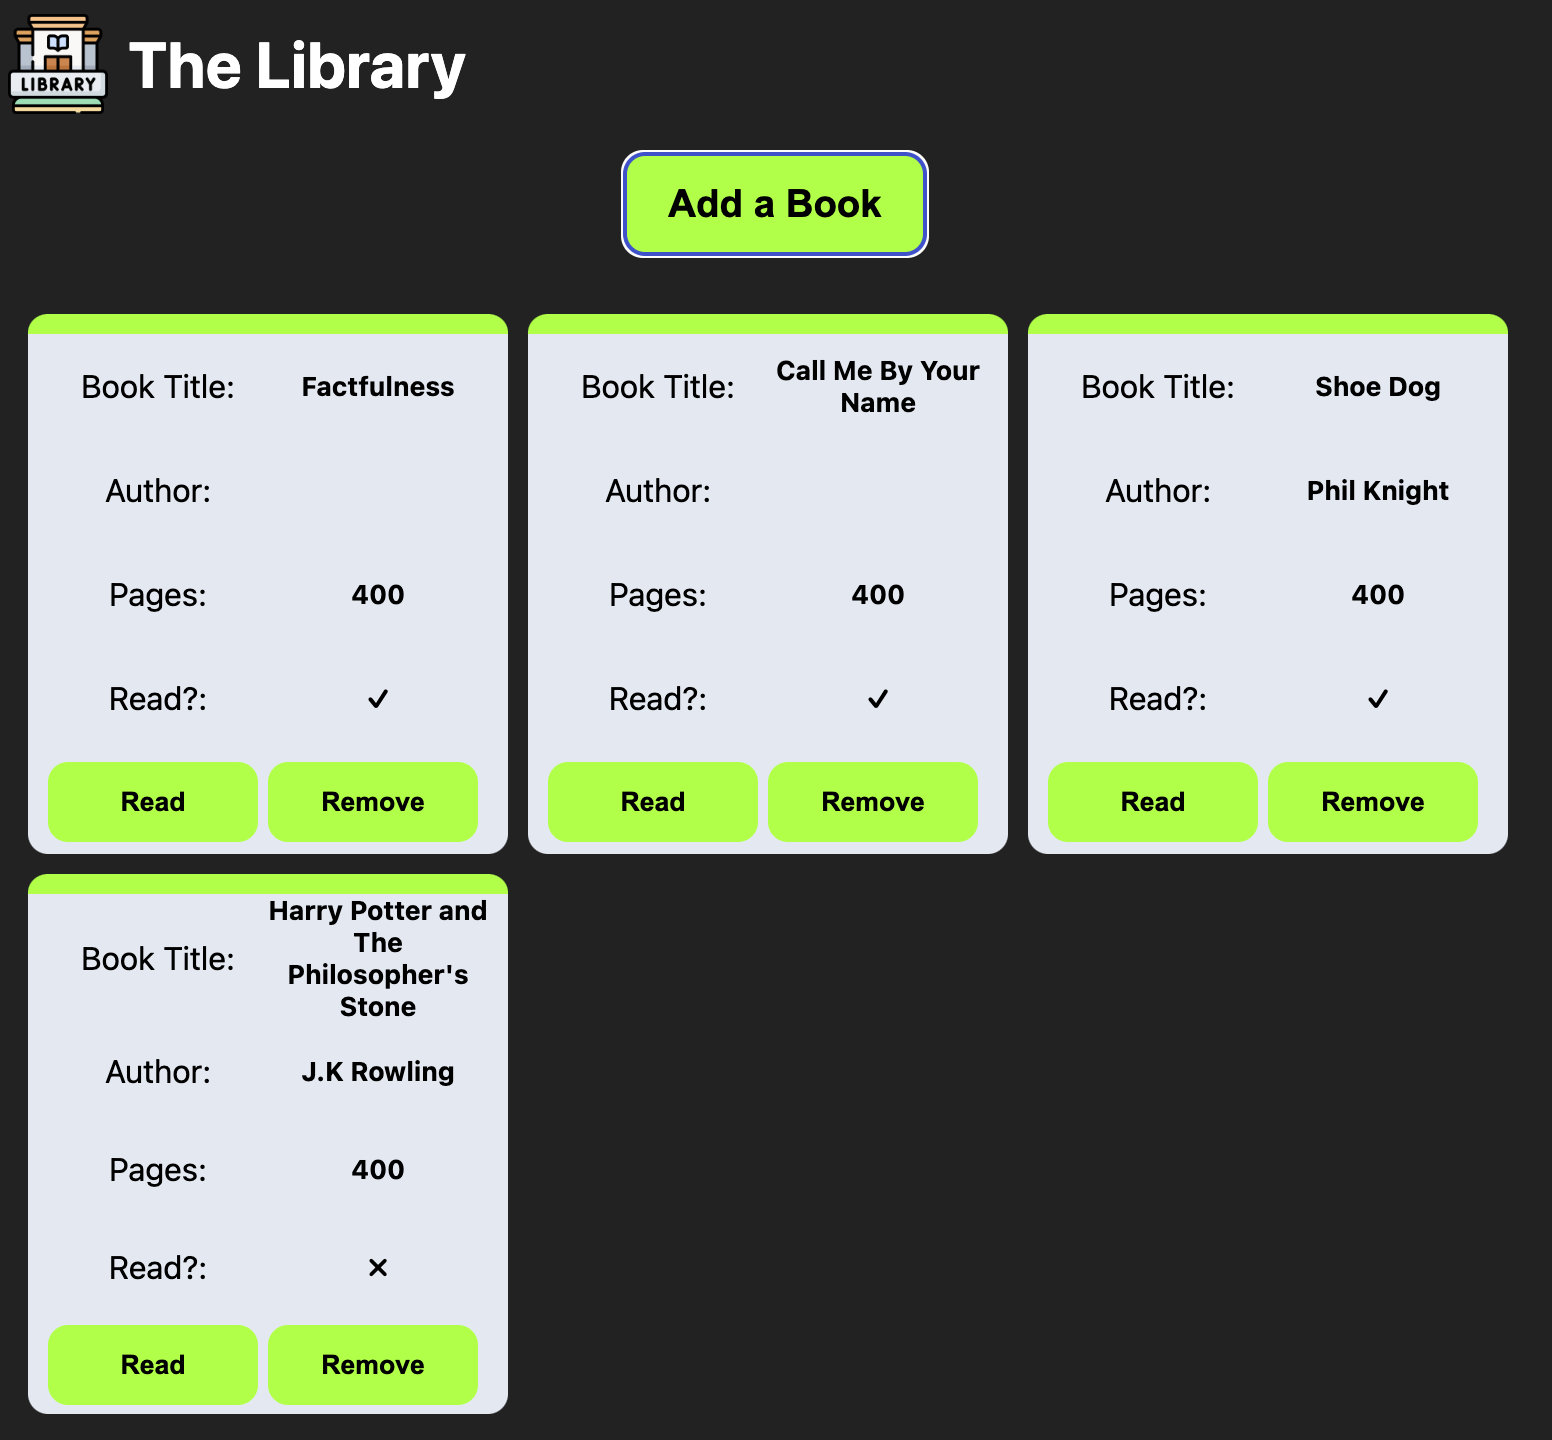 LIBRARY
The Library
Add a Book
Book Title: Factfulness
Author:
Pages: 400
Read?: ✓
Read Remove
Book Title: Call Me By Your
Name
Author:
Pages: 400
Read?: ✓
Read Remove
Book Title: Shoe Dog
Author: Phil Knight
Pages: 400
Read?: ✓
Read Remove
Book Title: Harry Potter and
The
Philosopher's
Stone
Author: J.K Rowling
Pages: 400
Read?: ✕
Read Remove